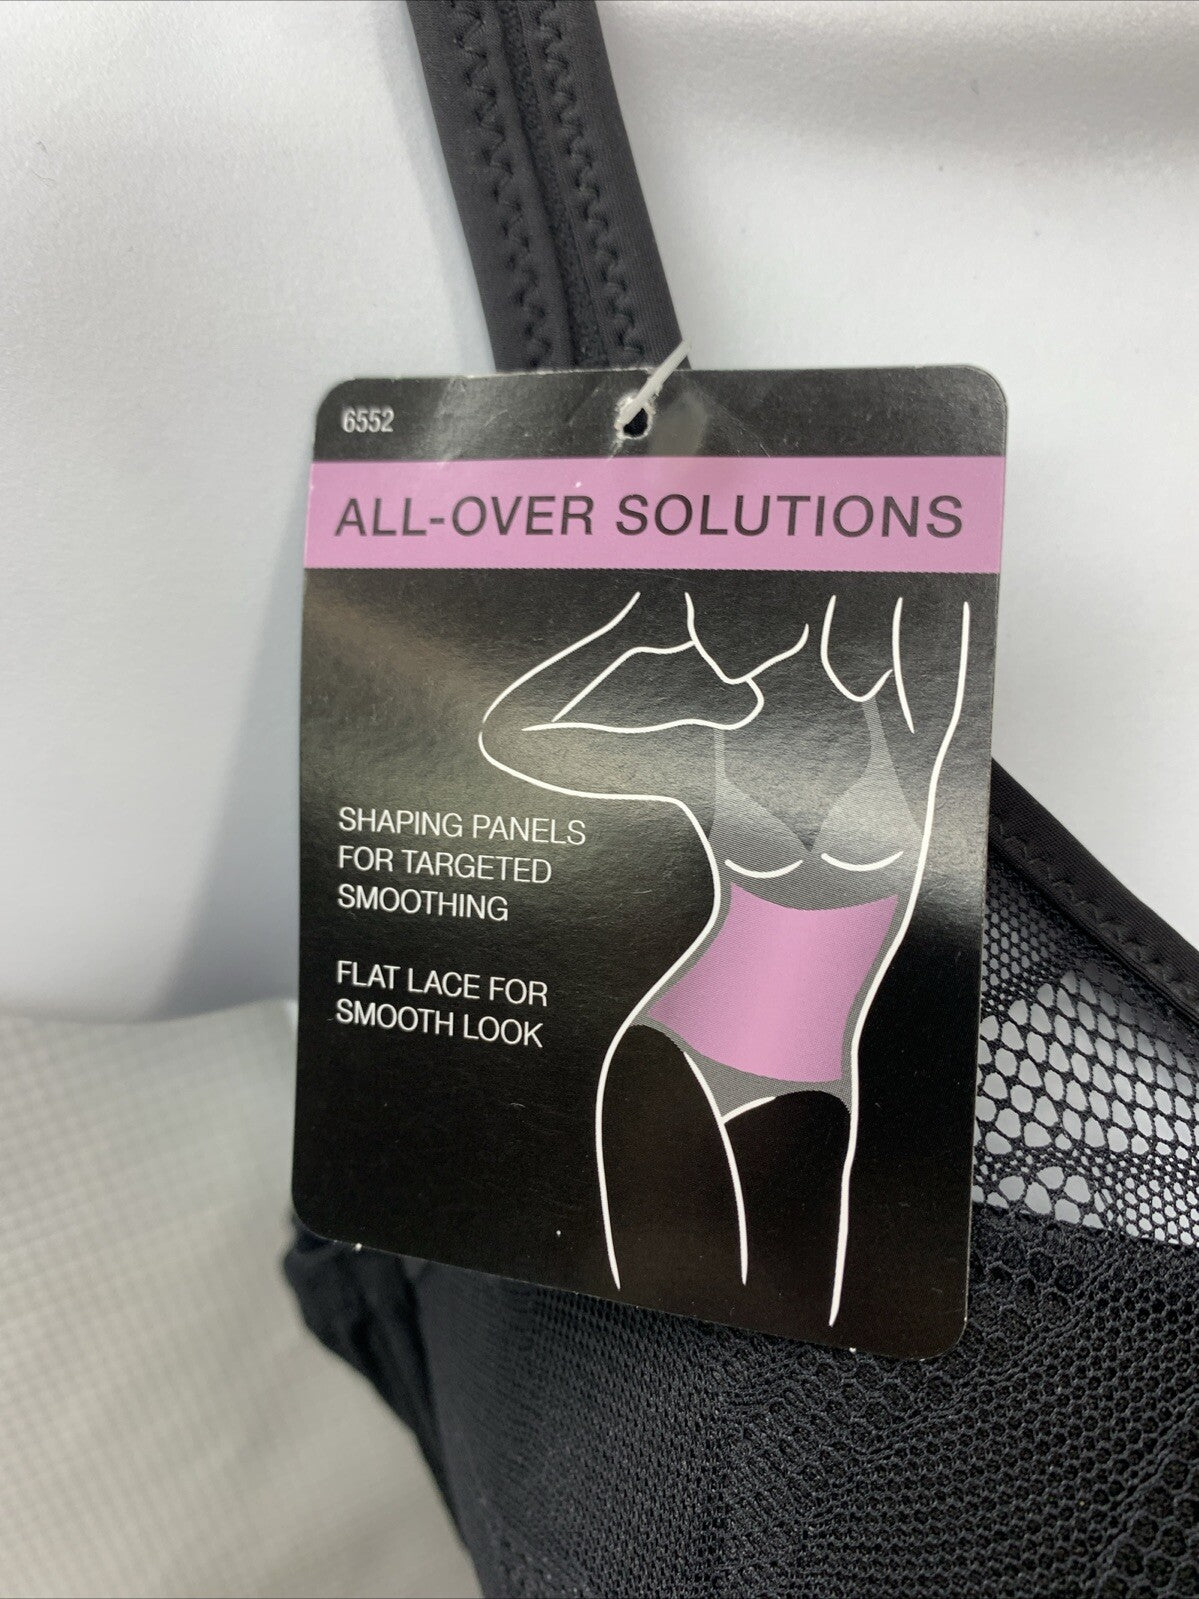 6552
ALL-OVER SOLUTIONS
SHAPING PANELS
FOR TARGETED
SMOOTHING
FLAT LACE FOR
SMOOTH LOOK